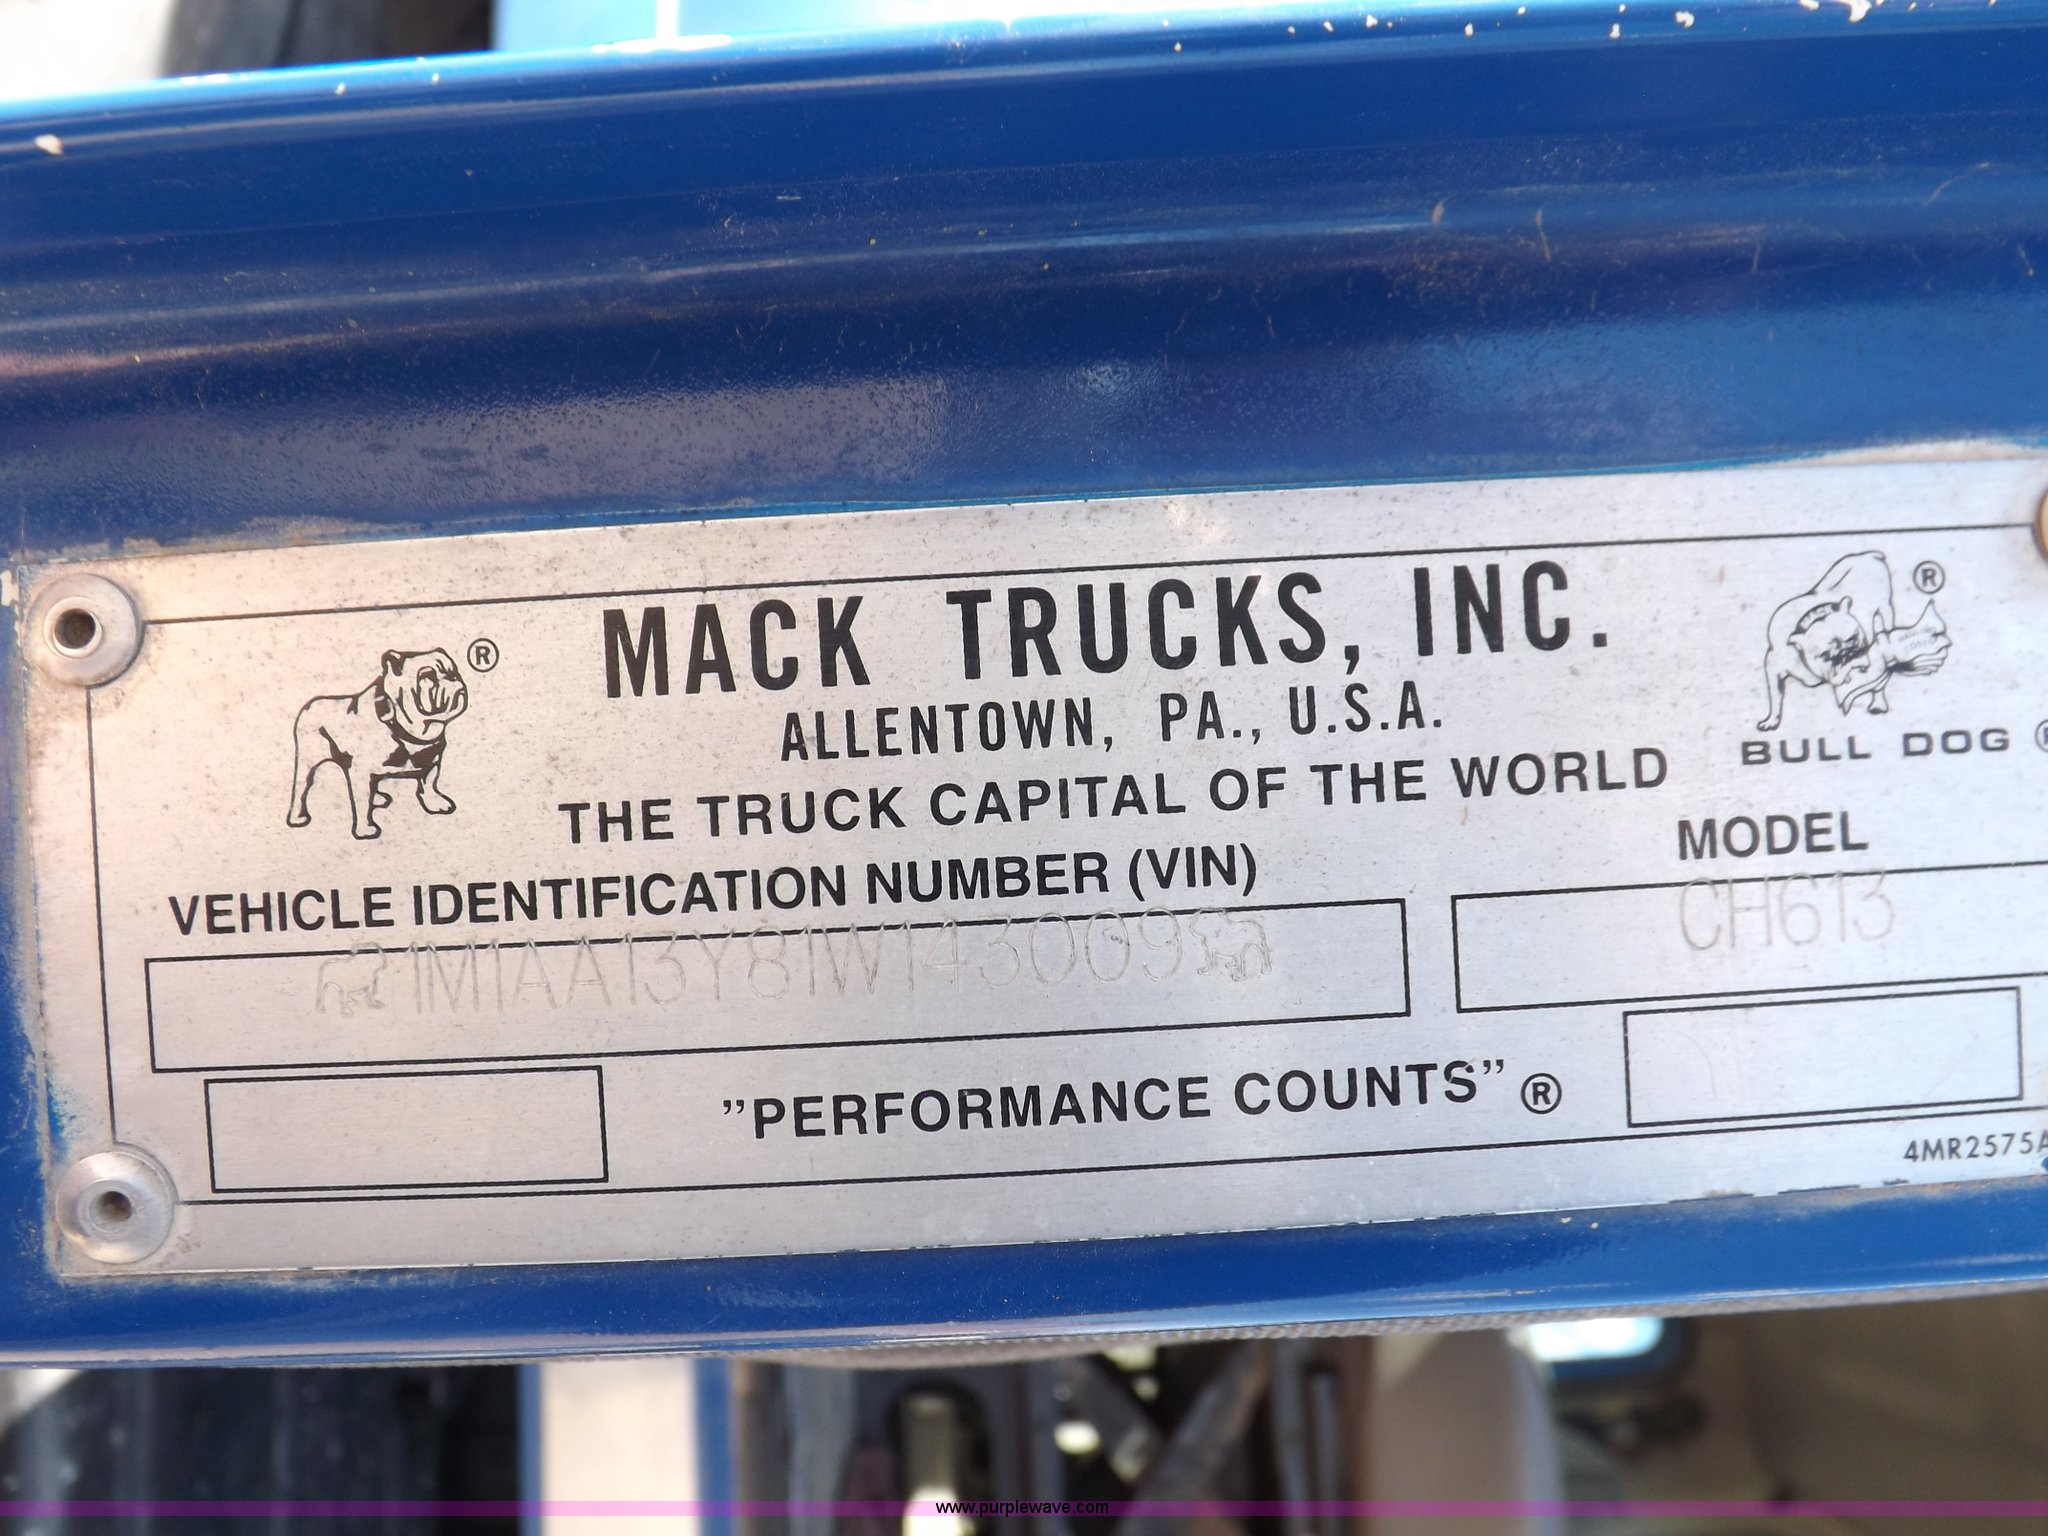 ® MACK TRUCKS, INC. ®
ALLENTOWN, PA., U.S.A.
BULL DOG ®
THE TRUCK CAPITAL OF THE WORLD
VEHICLE IDENTIFICATION NUMBER (VIN)
MODEL
1M1AA13Y81W143009
CH613
"PERFORMANCE COUNTS" ®
4MR2575A
www.purplewave.com